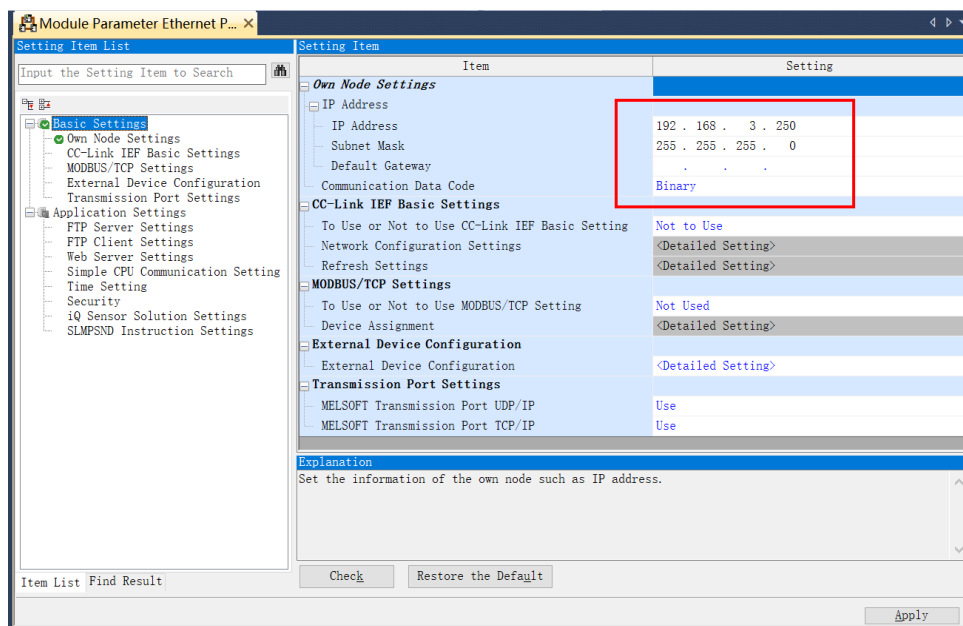 Module Parameter Ethernet P...
Setting Item List
Input the Setting Item to Search
Basic Settings
Own Node Settings
CC-Link IEF Basic Settings
MODBUS/TCP Settings
External Device Configuration
Transmission Port Settings
Application Settings
FTP Server Settings
FTP Client Settings
Web Server Settings
Simple CPU Communication Setting
Time Setting
Security
iQ Sensor Solution Settings
SLMPSND Instruction Settings
Item List Find Result
Setting Item
Item Setting
Own Node Settings
IP Address
IP Address 192 . 168 . 3 . 250
Subnet Mask 255 . 255 . 255 . 0
Default Gateway . . .
Communication Data Code Binary
CC-Link IEF Basic Settings
To Use or Not to Use CC-Link IEF Basic Setting Not to Use
Network Configuration Settings <Detailed Setting>
Refresh Settings <Detailed Setting>
MODBUS/TCP Settings
To Use or Not to Use MODBUS/TCP Setting Not Used
Device Assignment <Detailed Setting>
External Device Configuration
External Device Configuration <Detailed Setting>
Transmission Port Settings
MELSOFT Transmission Port UDP/IP Use
MELSOFT Transmission Port TCP/IP Use
Explanation
Set the information of the own node such as IP address.
Check Restore the Default
Apply